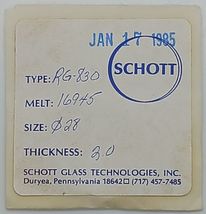 JAN 17 1985
SCHOTT
TYPE: RG-830
MELT: 16945
SIZE: Ø28
THICKNESS: 3.0
SCHOTT GLASS TECHNOLOGIES, INC.
Duryea, Pennsylvania 18642 (717) 457-7485